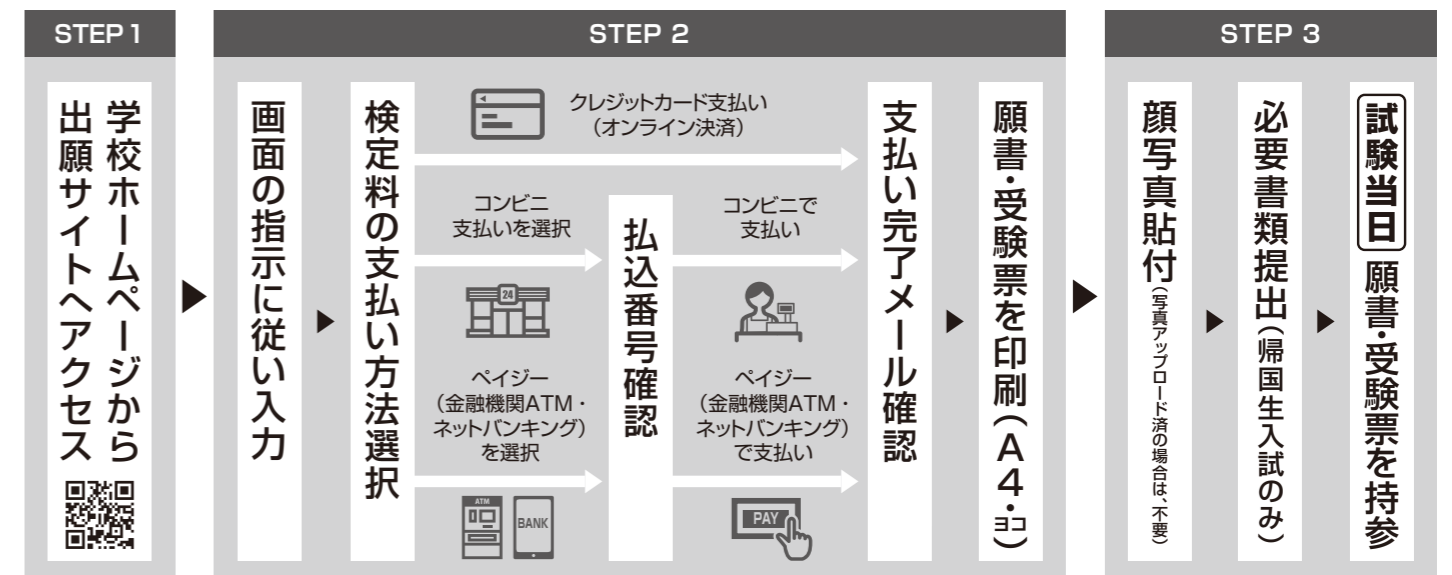 STEP 1
学校ホームページから
出願サイトへアクセス
STEP 2
画面の指示に従い入力
検定料の支払い方法選択
クレジットカード支払い
（オンライン決済）
コンビニ
支払いを選択
24
ペイジー
（金融機関ATM・
ネットバンキング）
を選択
ATM
BANK
払込番号確認
コンビニで
支払い
ペイジー
（金融機関ATM・
ネットバンキング）
で支払い
PAY
支払い完了メール確認
願書・受験票を印刷（A4・ヨコ）
STEP 3
顔写真貼付（写真アップロード済の場合は、不要）
必要書類提出（帰国生入試のみ）
試験当日 願書・受験票を持参